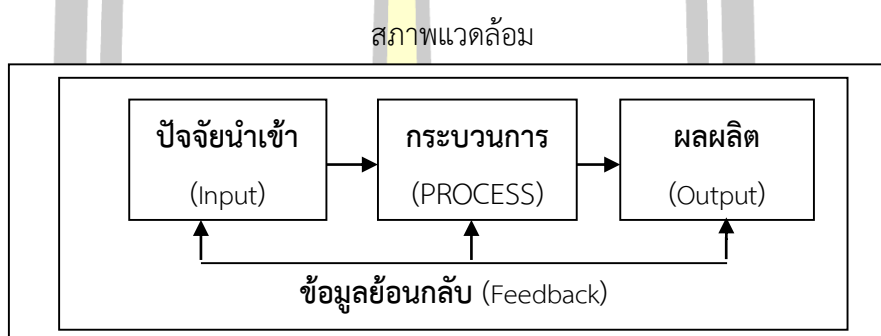 สภาพแวดล้อม
ปัจจัยนำเข้า
(Input)
กระบวนการ
(PROCESS)
ผลผลิต
(Output)
ข้อมูลย้อนกลับ (Feedback)